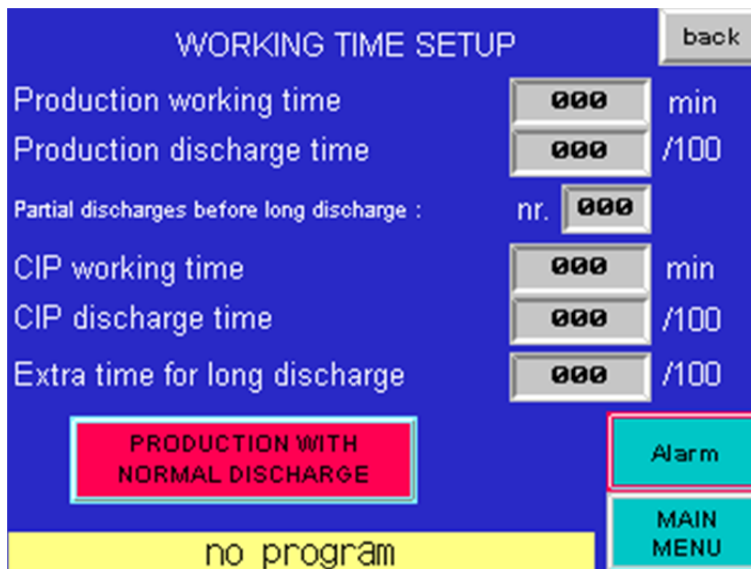 WORKING TIME SETUP
back
Production working time 000 min
Production discharge time 000 /100
Partial discharges before long discharge : nr. 000
CIP working time 000 min
CIP discharge time 000 /100
Extra time for long discharge 000 /100
PRODUCTION WITH
NORMAL DISCHARGE
Alarm
MAIN
MENU
no program